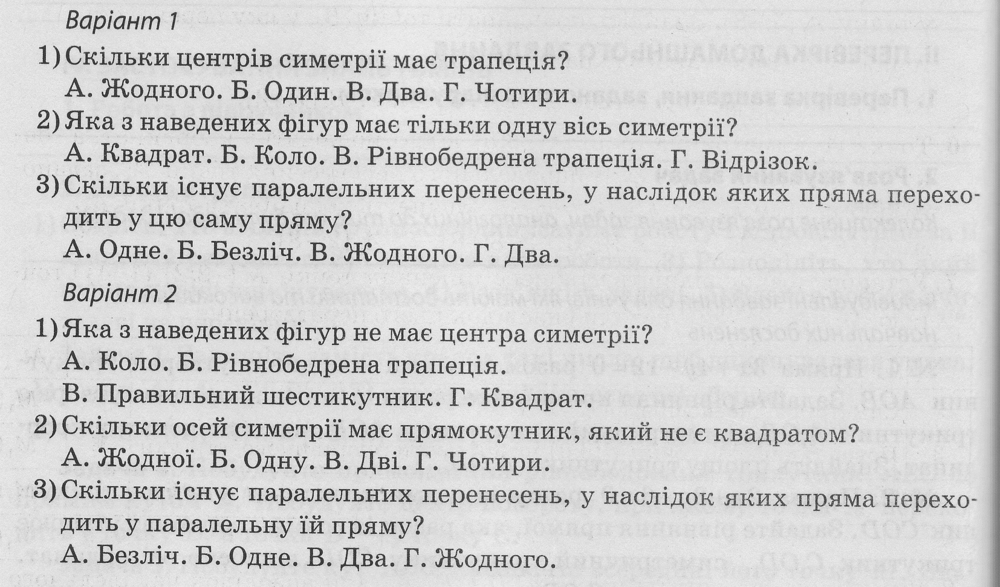 Варіант 1
1) Скільки центрів симетрії має трапеція?
А. Жодного. Б. Один. В. Два. Г. Чотири.
2) Яка з наведених фігур має тільки одну вісь симетрії?
А. Квадрат. Б. Коло. В. Рівнобедрена трапеція. Г. Відрізок.
3) Скільки існує паралельних перенесень, у наслідок яких пряма перехо-
дить у цю саму пряму?
А. Одне. Б. Безліч. В. Жодного. Г. Два.
Варіант 2
1) Яка з наведених фігур не має центра симетрії?
А. Коло. Б. Рівнобедрена трапеція.
В. Правильний шестикутник. Г. Квадрат.
2) Скільки осей симетрії має прямокутник, який не є квадратом?
А. Жодної. Б. Одну. В. Дві. Г. Чотири.
3) Скільки існує паралельних перенесень, у наслідок яких пряма перехо-
дить у паралельну їй пряму?
А. Безліч. Б. Одне. В. Два. Г. Жодного.